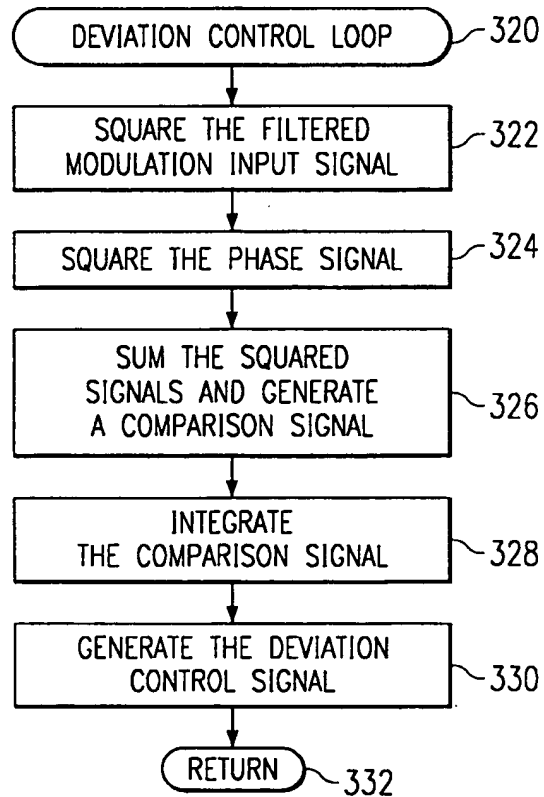 DEVIATION CONTROL LOOP
320
SQUARE THE FILTERED
MODULATION INPUT SIGNAL
322
SQUARE THE PHASE SIGNAL
324
SUM THE SQUARED
SIGNALS AND GENERATE
A COMPARISON SIGNAL
326
INTEGRATE
THE COMPARISON SIGNAL
328
GENERATE THE DEVIATION
CONTROL SIGNAL
330
RETURN
332